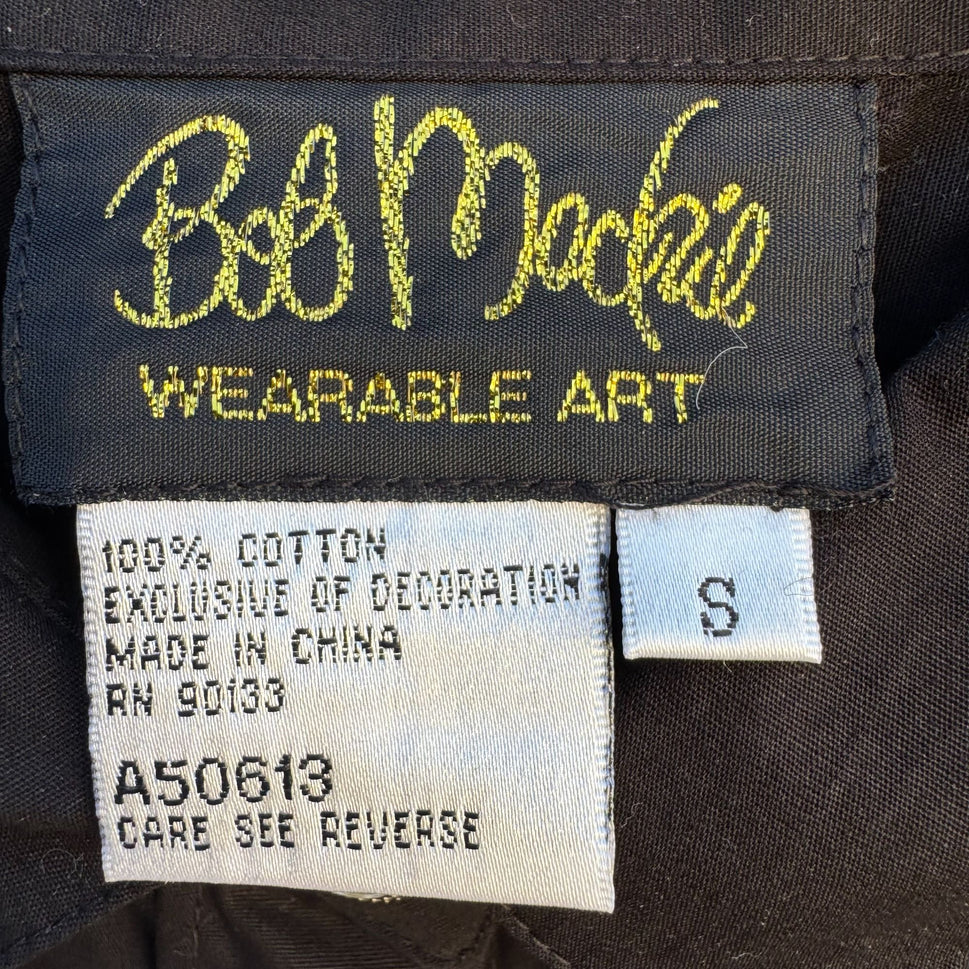 Bob Mackie
WEARABLE ART
100% COTTON
EXCLUSIVE OF DECORATION
MADE IN CHINA
RN 90133
A50613
CARE SEE REVERSE
S